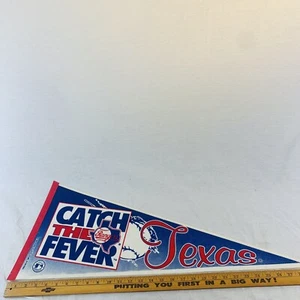 CATCH
THE
FEVER
Texas
PUTTING YOU FIRST IN A BIG WAY!